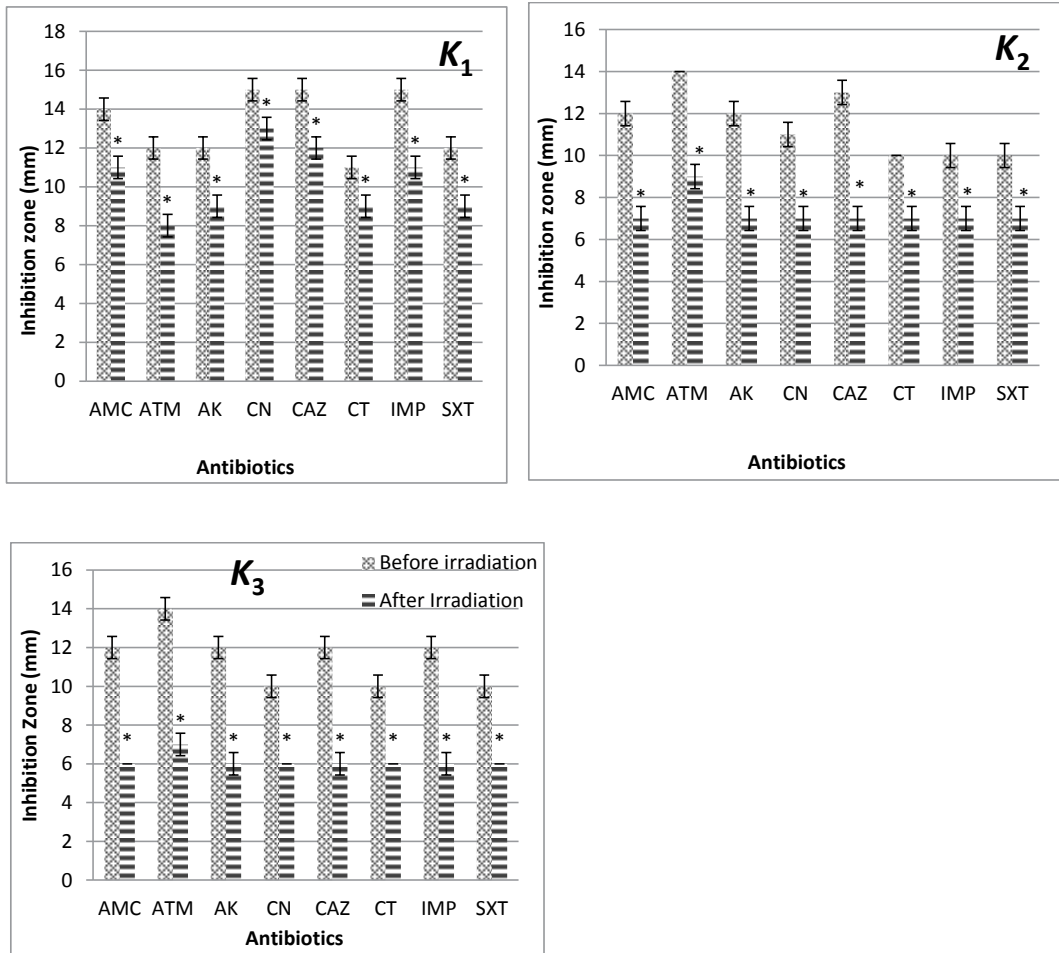 K1
Inhibition zone (mm)
18
16
14
12
10
8
6
4
2
0
* * * * * * * *
AMC ATM AK CN CAZ CT IMP SXT
Antibiotics
K2
Inhibition zone (mm)
16
14
12
10
8
6
4
2
0
* * * * * * * *
AMC ATM AK CN CAZ CT IMP SXT
Antibiotics
K3
Before irradiation
After Irradiation
Inhibition Zone (mm)
16
14
12
10
8
6
4
2
0
* * * * * * * *
AMC ATM AK CN CAZ CT IMP SXT
Antibiotics